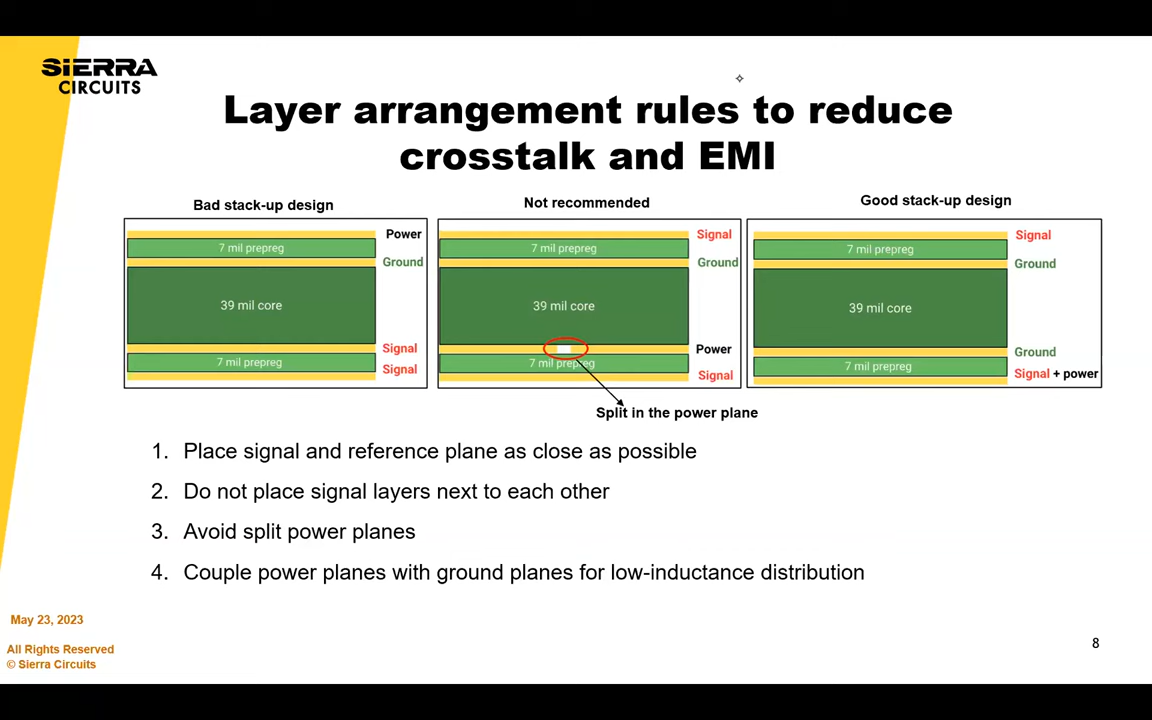 SIERRA
CIRCUITS
Layer arrangement rules to reduce
crosstalk and EMI
Bad stack-up design
Power
7 mil prepreg
Ground
39 mil core
Signal
7 mil prepreg
Signal
Not recommended
Signal
7 mil prepreg
Ground
39 mil core
Power
7 mil prepreg
Signal
Split in the power plane
Good stack-up design
Signal
7 mil prepreg
Ground
39 mil core
Ground
7 mil prepreg
Signal + power
1. Place signal and reference plane as close as possible
2. Do not place signal layers next to each other
3. Avoid split power planes
4. Couple power planes with ground planes for low-inductance distribution
May 23, 2023
All Rights Reserved
© Sierra Circuits
8